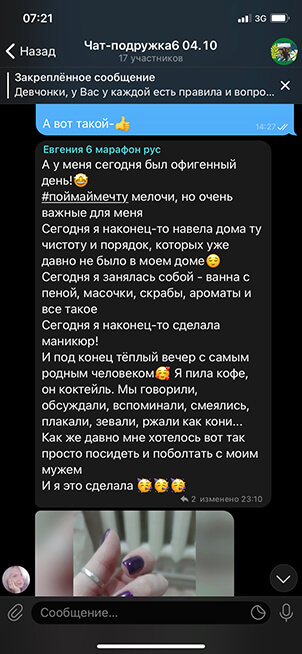 07:21
3G
Назад
Чат-подружка6 04.10
17 участников
Закреплённое сообщение
Девчонки, у Вас у каждой есть правила и вопро...
А вот такой-👍
14:27
Евгения 6 марафон рус
А у меня сегодня был офигенный
день!🤩
#поймаймечту мелочи, но очень
важные для меня
Сегодня я наконец-то навела дома ту
чистоту и порядок, которых уже
давно не было в моем доме😌
Сегодня я занялась собой - ванна с
пеной, масочки, скрабы, ароматы и
все такое
Сегодня я наконец-то сделала
маникюр!
И под конец тёплый вечер с самым
родным человеком🥰 Я пила кофе,
он коктейль. Мы говорили,
обсуждали, вспоминали, смеялись,
плакали, зевали, ржали как кони...
Как же давно мне хотелось вот так
просто посидеть и поболтать с моим
мужем
И я это сделала 🥳🥳🥳
2 изменено 23:10
Сообщение...